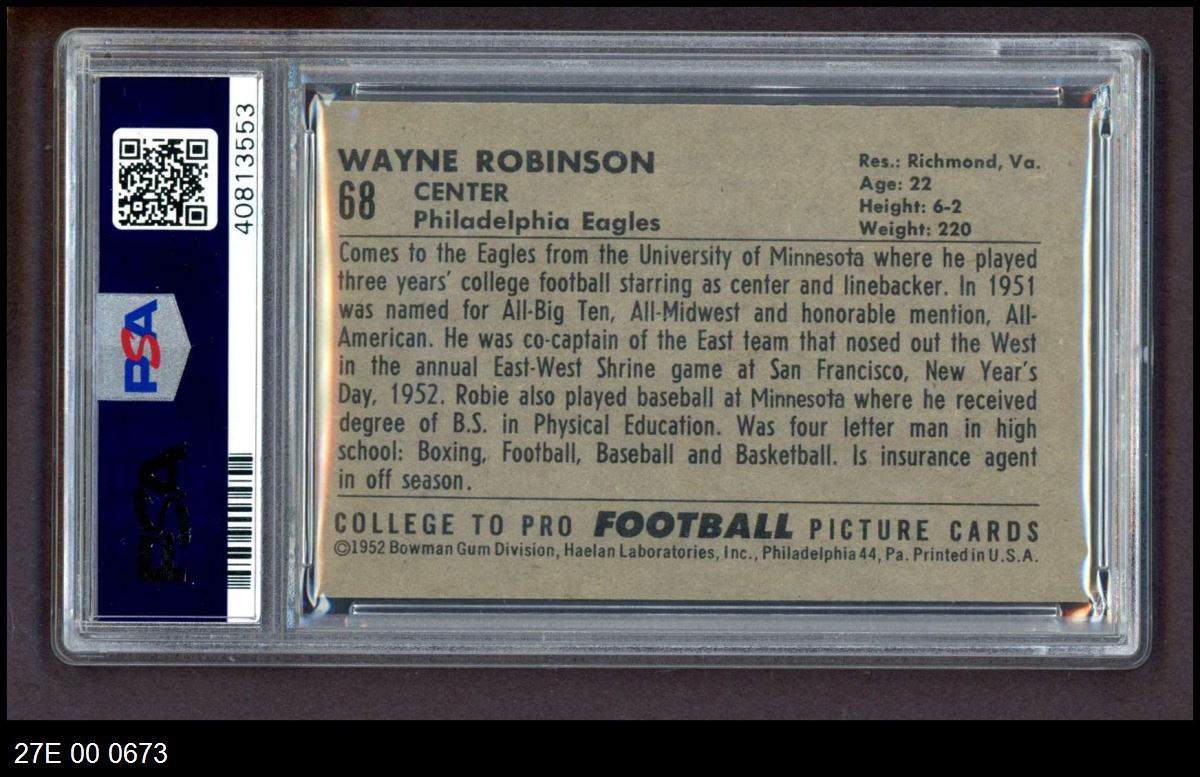 PSA
40813553
PSA
WAYNE ROBINSON
68 CENTER
Philadelphia Eagles
Res.: Richmond, Va.
Age: 22
Height: 6-2
Weight: 220
Comes to the Eagles from the University of Minnesota where he played
three years' college football starring as center and linebacker. In 1951
was named for All-Big Ten, All-Midwest and honorable mention, All-
American. He was co-captain of the East team that nosed out the West
in the annual East-West Shrine game at San Francisco, New Year's
Day, 1952. Robie also played baseball at Minnesota where he received
degree of B.S. in Physical Education. Was four letter man in high
school: Boxing, Football, Baseball and Basketball. Is insurance agent
in off season.
COLLEGE TO PRO FOOTBALL PICTURE CARDS
©1952 Bowman Gum Division, Haelan Laboratories, Inc., Philadelphia 44, Pa. Printed in U.S.A.
27E 00 0673